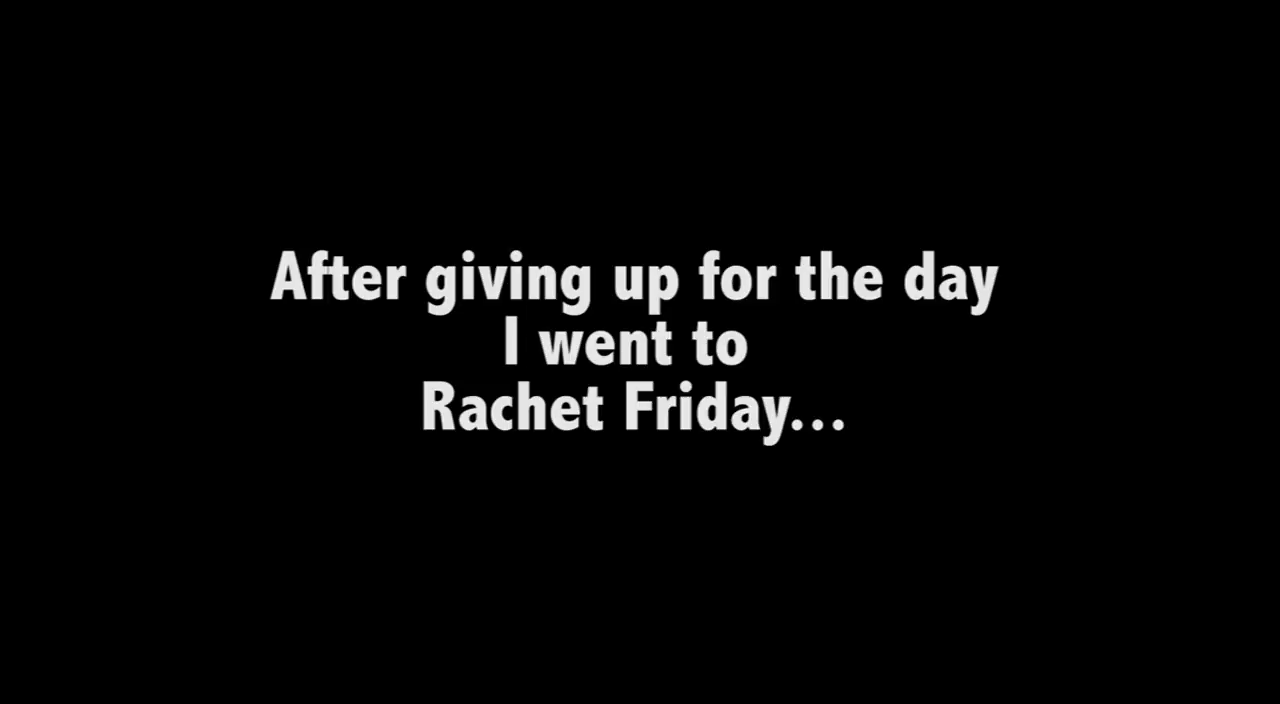 After giving up for the day
I went to
Rachet Friday...